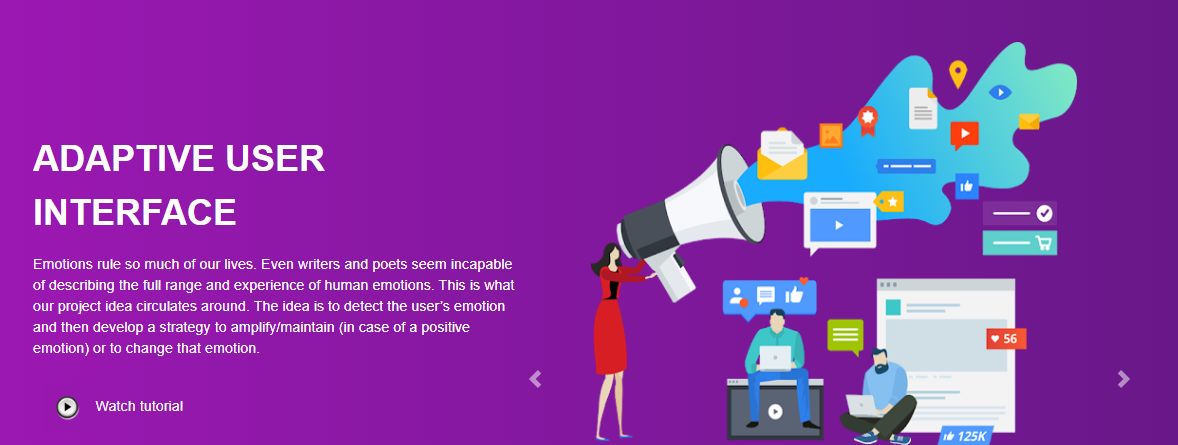 ADAPTIVE USER
INTERFACE
Emotions rule so much of our lives. Even writers and poets seem incapable
of describing the full range and experience of human emotions. This is what
our project idea circulates around. The idea is to detect the user's emotion
and then develop a strategy to amplify/maintain (in case of a positive
emotion) or to change that emotion.
Watch tutorial
56
125K